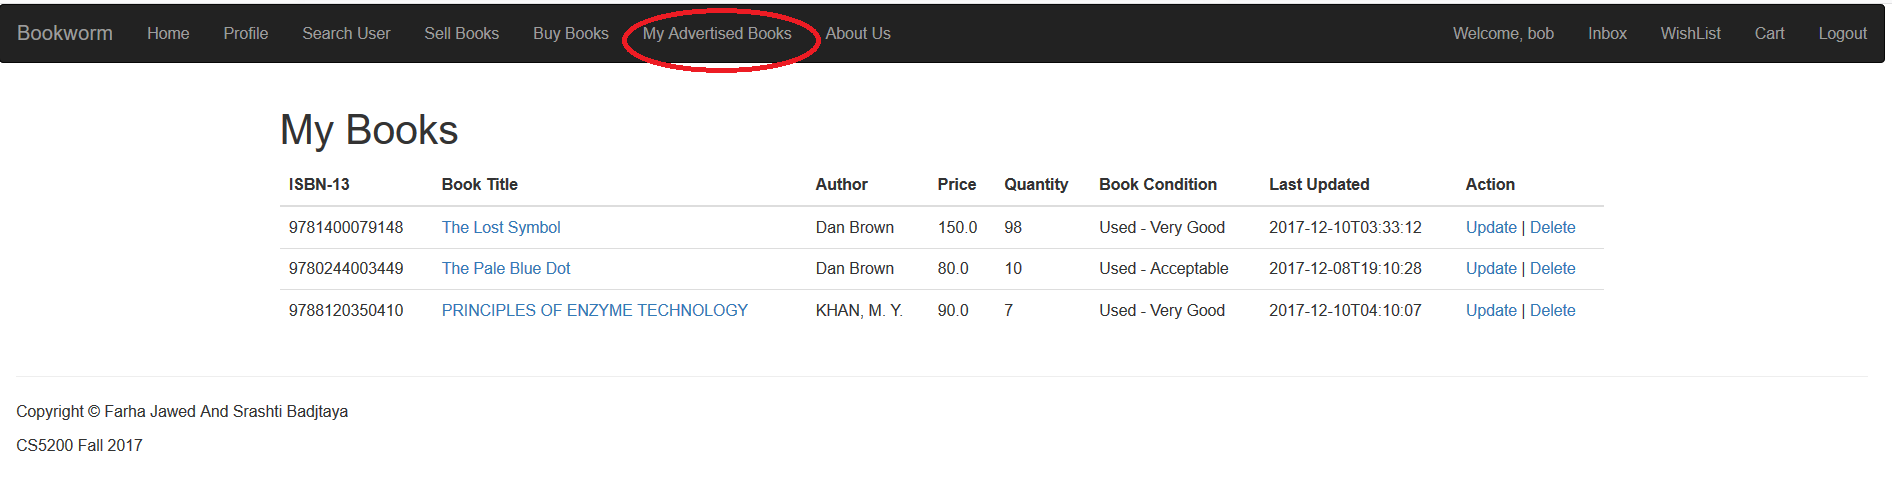 Bookworm Home Profile Search User Sell Books Buy Books My Advertised Books About Us Welcome, bob Inbox WishList Cart Logout
My Books
ISBN-13 Book Title Author Price Quantity Book Condition Last Updated Action
9781400079148 The Lost Symbol Dan Brown 150.0 98 Used - Very Good 2017-12-10T03:33:12 Update | Delete
9780244003449 The Pale Blue Dot Dan Brown 80.0 10 Used - Acceptable 2017-12-08T19:10:28 Update | Delete
9788120350410 PRINCIPLES OF ENZYME TECHNOLOGY KHAN, M. Y. 90.0 7 Used - Very Good 2017-12-10T04:10:07 Update | Delete
Copyright © Farha Jawed And Srashti Badjtaya
CS5200 Fall 2017